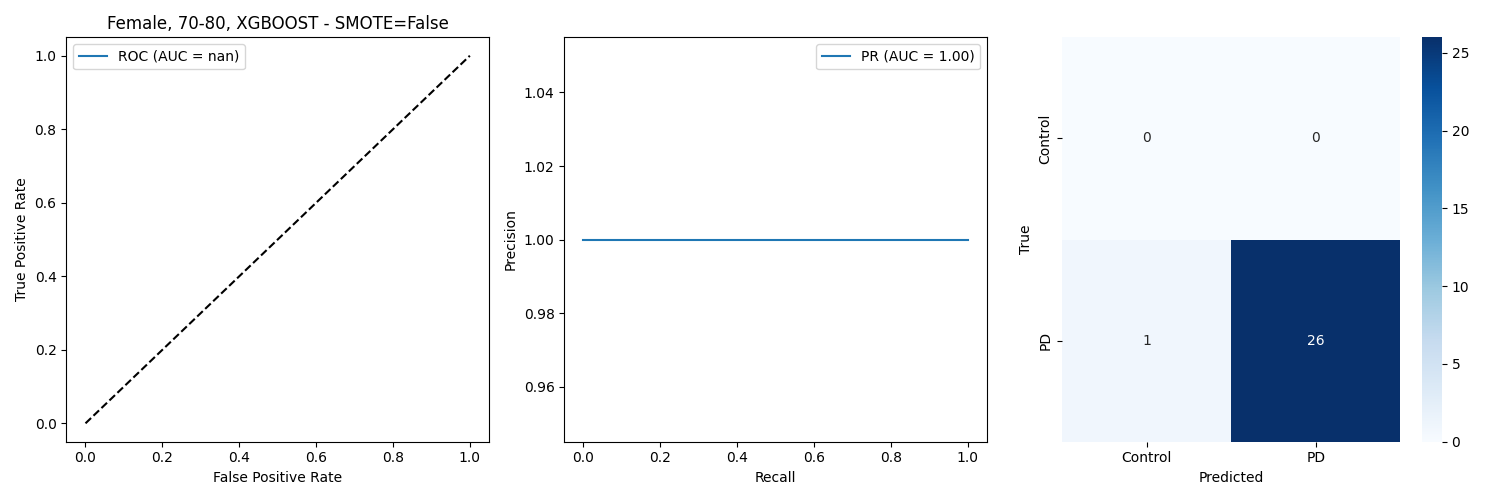 Female, 70-80, XGBOOST - SMOTE=False
ROC (AUC = nan)
1.0
0.8
0.6
0.4
0.2
0.0
True Positive Rate
0.0 0.2 0.4 0.6 0.8 1.0
False Positive Rate
PR (AUC = 1.00)
1.04
1.02
1.00
0.98
0.96
Precision
0.0 0.2 0.4 0.6 0.8 1.0
Recall
Control
PD
True
0 0
1 26
Control PD
Predicted
25
20
15
10
5
0